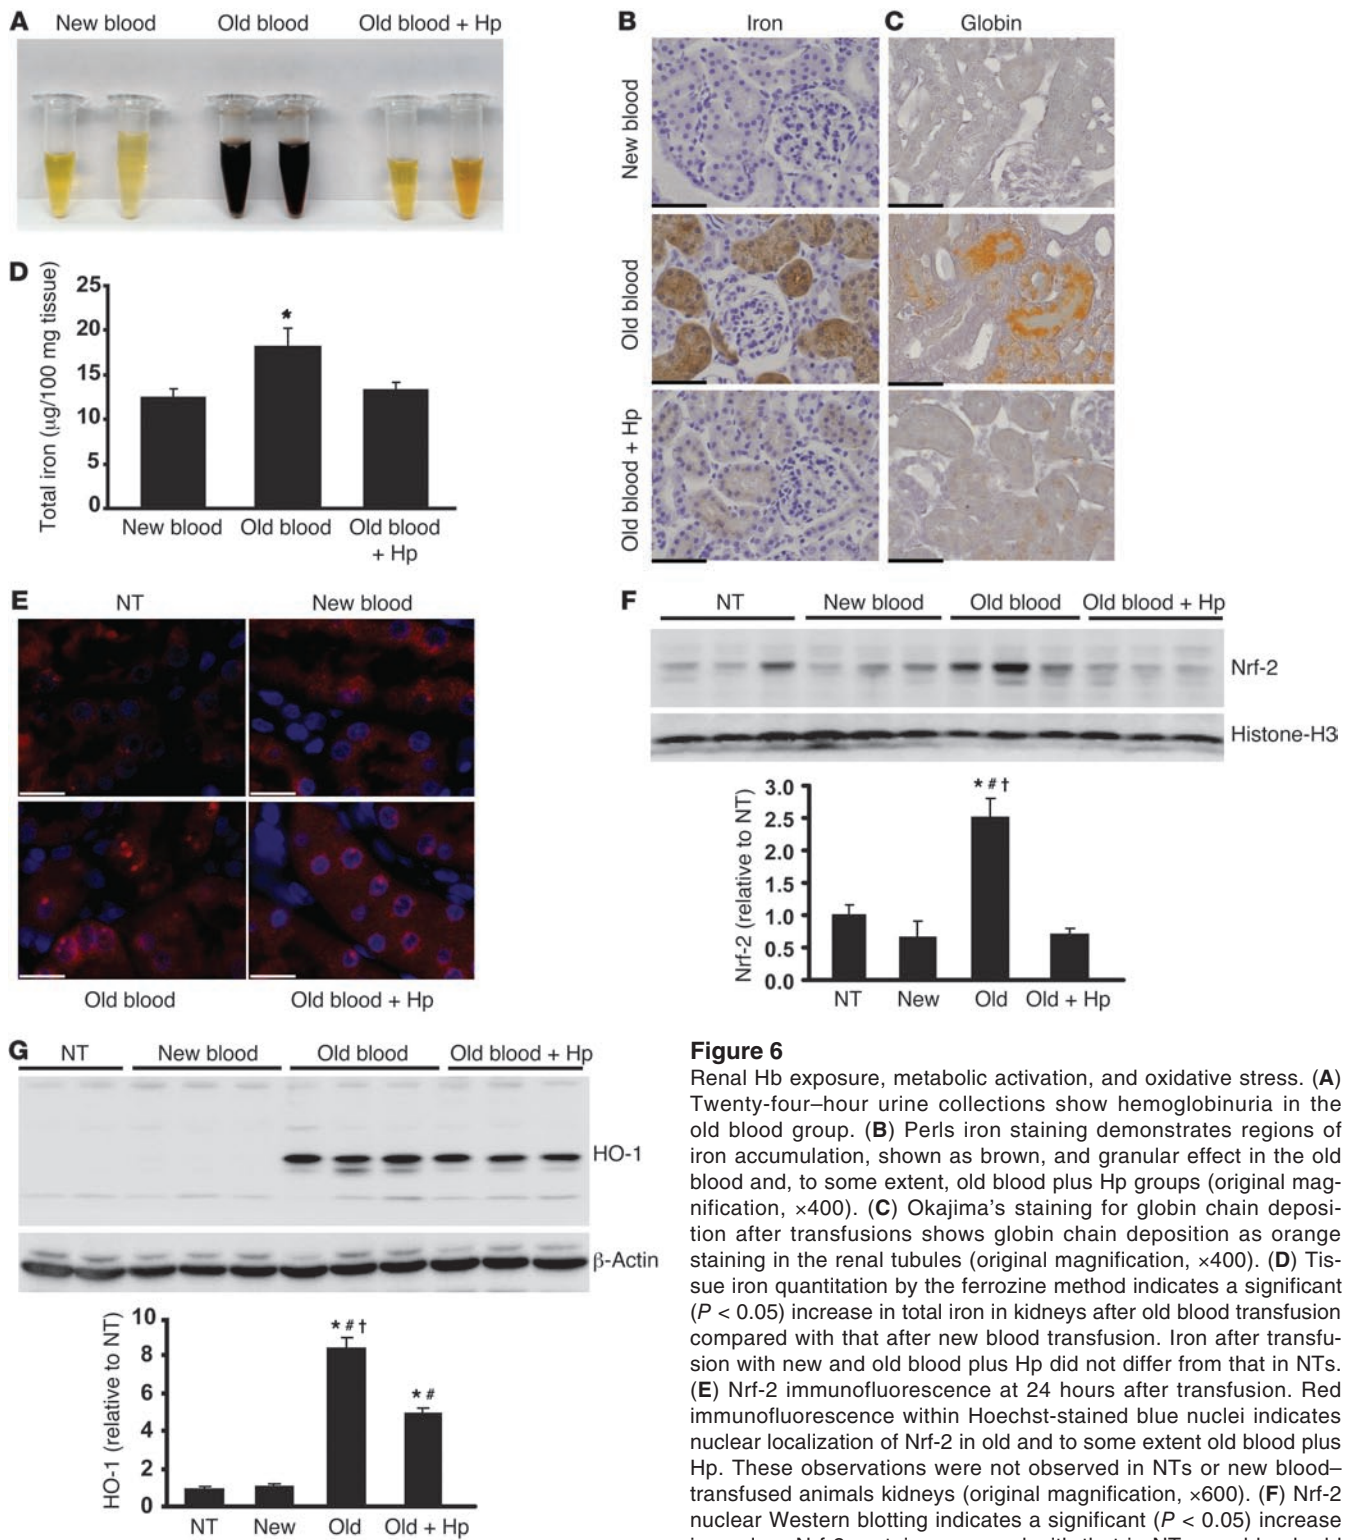 A
New blood
Old blood
Old blood + Hp
B
Iron
C
Globin
New blood
Old blood
Old blood + Hp
D
Total iron (µg/100 mg tissue)
25
20
15
10
5
0
*
New blood
Old blood
Old blood
+ Hp
E
NT
New blood
Old blood
Old blood + Hp
F
NT
New blood
Old blood
Old blood + Hp
Nrf-2
Histone-H3
Nrf-2 (relative to NT)
3.0
2.5
2.0
1.5
1.0
0.5
0.0
* # †
NT
New
Old
Old + Hp
G
NT
New blood
Old blood
Old blood + Hp
HO-1
β-Actin
HO-1 (relative to NT)
10
8
6
4
2
0
* # †
* #
NT
New
Old
Old + Hp
Figure 6
Renal Hb exposure, metabolic activation, and oxidative stress. (A)
Twenty-four–hour urine collections show hemoglobinuria in the
old blood group. (B) Perls iron staining demonstrates regions of
iron accumulation, shown as brown, and granular effect in the old
blood and, to some extent, old blood plus Hp groups (original mag-
nification, ×400). (C) Okajima's staining for globin chain deposi-
tion after transfusions shows globin chain deposition as orange
staining in the renal tubules (original magnification, ×400). (D) Tis-
sue iron quantitation by the ferrozine method indicates a significant
(P < 0.05) increase in total iron in kidneys after old blood transfusion
compared with that after new blood transfusion. Iron after transfu-
sion with new and old blood plus Hp did not differ from that in NTs.
(E) Nrf-2 immunofluorescence at 24 hours after transfusion. Red
immunofluorescence within Hoechst-stained blue nuclei indicates
nuclear localization of Nrf-2 in old and to some extent old blood plus
Hp. These observations were not observed in NTs or new blood–
transfused animals kidneys (original magnification, ×600). (F) Nrf-2
nuclear Western blotting indicates a significant (P < 0.05) increase